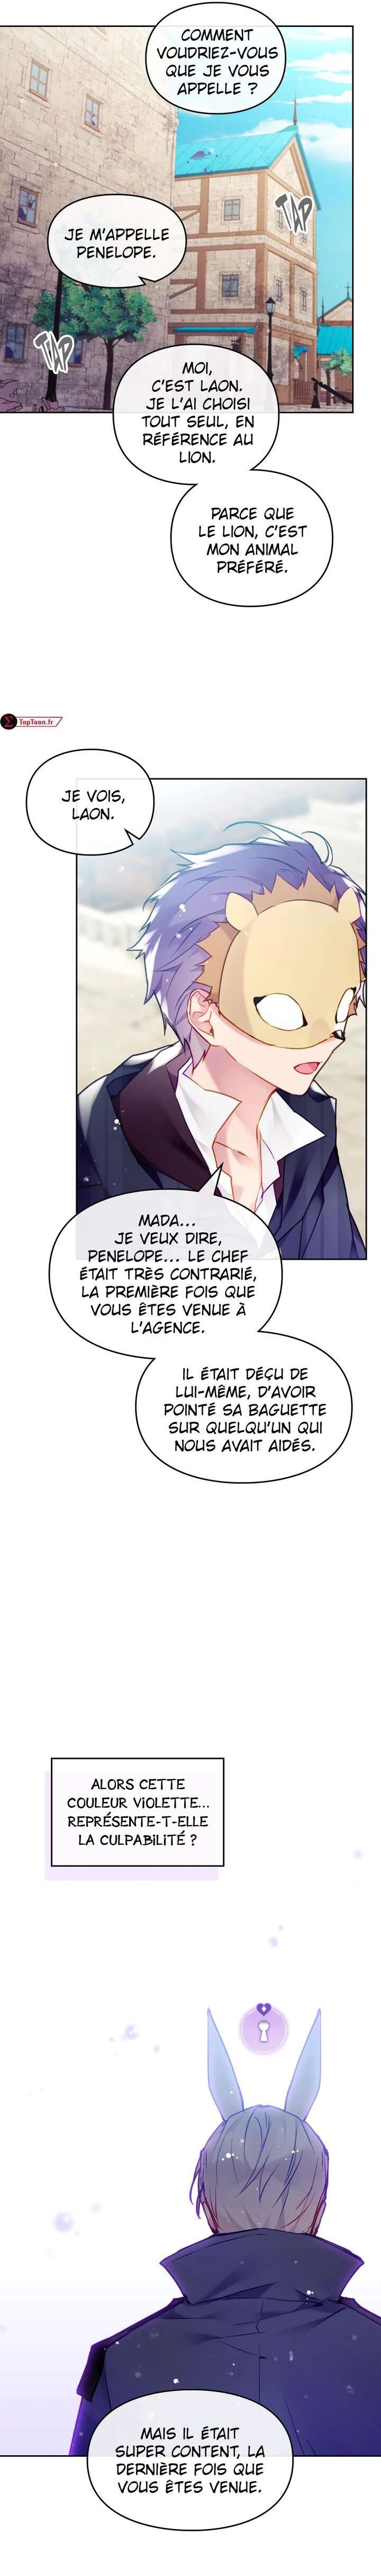 COMMENT
VOUDRIEZ-VOUS
QUE JE VOUS
APPELLE ?
TAP
JE M'APPELLE
PENELOPE.
TAP
MOI,
C'EST LAON.
JE L'AI CHOISI
TOUT SEUL, EN
RÉFÉRENCE AU
LION.
PARCE QUE
LE LION, C'EST
MON ANIMAL
PRÉFÉRÉ.
TopToon.fr
JE VOIS,
LAON.
MADA...
JE VEUX DIRE,
PENELOPE... LE CHEF
ÉTAIT TRÈS CONTRARIÉ,
LA PREMIÈRE FOIS QUE
VOUS ÊTES VENUE À
L'AGENCE.
IL ÉTAIT DÉÇU DE
LUI-MÊME, D'AVOIR
POINTÉ SA BAGUETTE
SUR QUELQU'UN QUI
NOUS AVAIT AIDÉS.
ALORS CETTE
COULEUR VIOLETTE...
REPRÉSENTE-T-ELLE
LA CULPABILITÉ ?
MAIS IL ÉTAIT
SUPER CONTENT, LA
DERNIÈRE FOIS QUE
VOUS ÊTES VENUE.